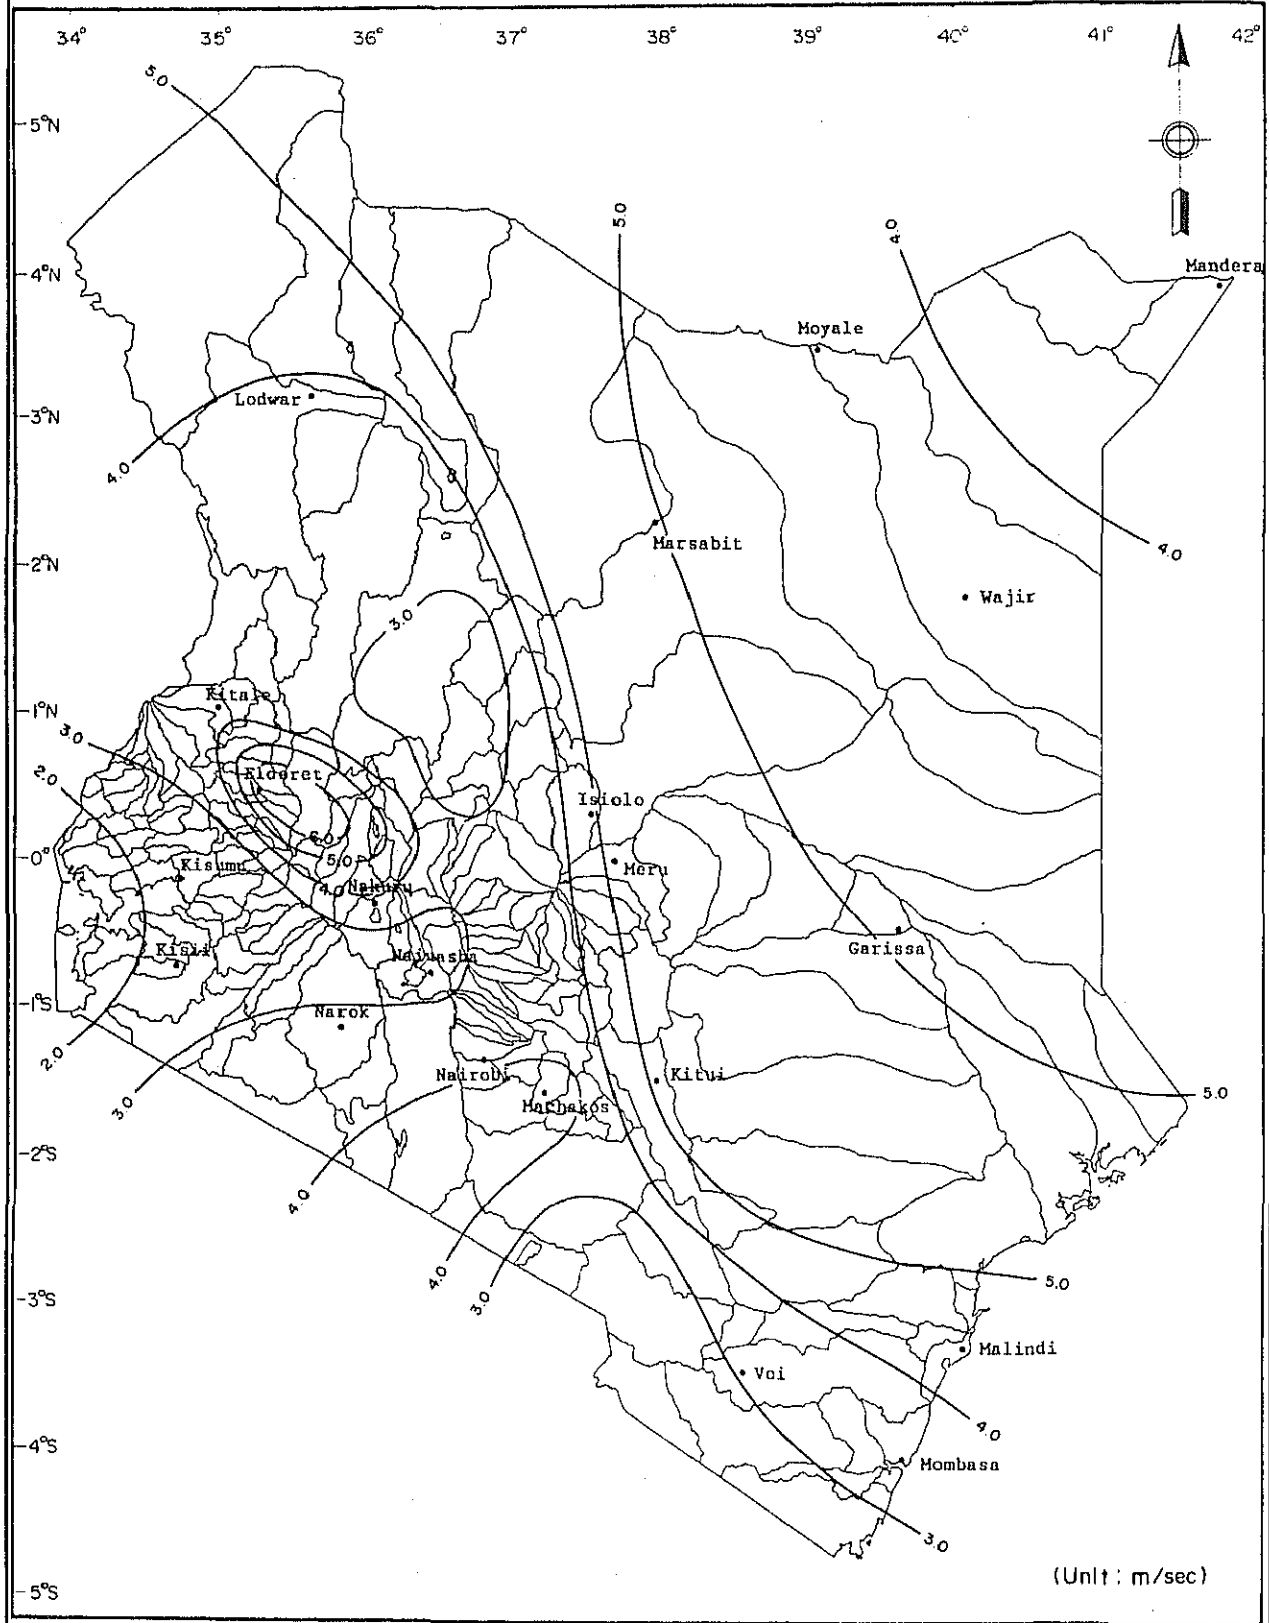 34° 35° 36° 37° 38° 39° 40° 41° 42°
5.0
5°N
5.0
4.0
4°N
Mandera
Moyale
3°N
Lodwar
4.0
Marsabit
4.0
2°N
Wajir
3.0
1°N
Kitale
3.0
2.0
Eldoret
Isiolo
6.0
5.0
0°
Kisumu
Meru
4.0
Nakuru
Garissa
Kisii
Naivasha
1°S
Narok
2.0
Nairobi
Kitui
5.0
3.0
Machakos
2°S
4.0
4.0
3.0
5.0
3°S
Malindi
Voi
4.0
4°S
Mombasa
3.0
(Unit : m/sec)
5°S